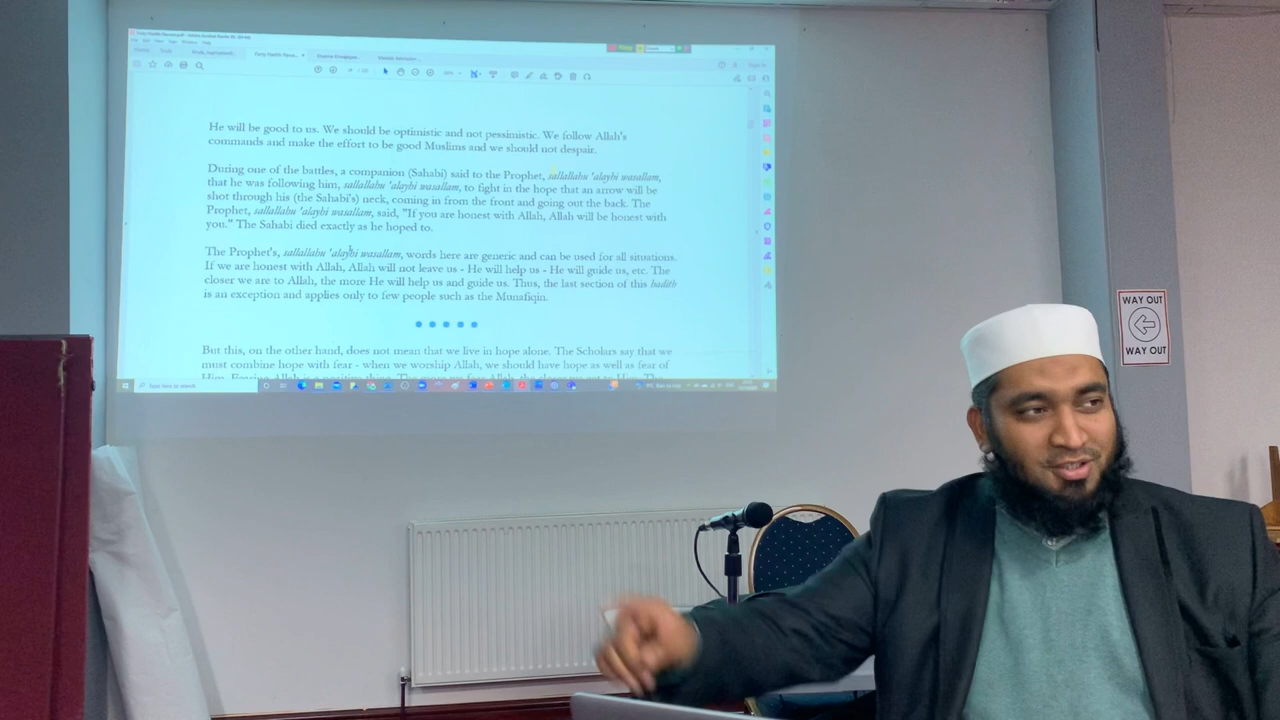 He will be good to us. We should be optimistic and not pessimistic. We follow Allah's
commands and make the effort to be good Muslims and we should not despair.
During one of the battles, a companion (Sahabi) said to the Prophet, sallallahu 'alayhi wasallam,
that he was following him, sallallahu 'alayhi wasallam, to fight in the hope that an arrow will be
shot through his (the Sahabi's) neck, coming in from the front and going out the back. The
Prophet, sallallahu 'alayhi wasallam, said, "If you are honest with Allah, Allah will be honest with
you." The Sahabi died exactly as he hoped to.
The Prophet's, sallallahu 'alayhi wasallam, words here are generic and can be used for all situations.
If we are honest with Allah, Allah will not leave us - He will help us - He will guide us, etc. The
closer we are to Allah, the more He will help us and guide us. Thus, the last section of this hadith
is an exception and applies only to few people such as the Munafiqin.
But this, on the other hand, does not mean that we live in hope alone. The Scholars say that we
must combine hope with fear - when we worship Allah, we should have hope as well as fear of
Type here to search
WAY OUT
WAY OUT